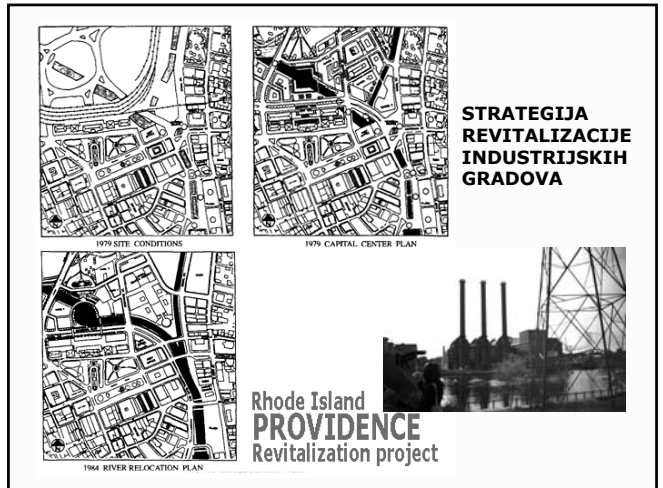 STRATEGIJA
REVITALIZACIJE
INDUSTRIJSKIH
GRADOVA
1979 SITE CONDITIONS
1979 CAPITAL CENTER PLAN
1984 RIVER RELOCATION PLAN
Rhode Island
PROVIDENCE
Revitalization project